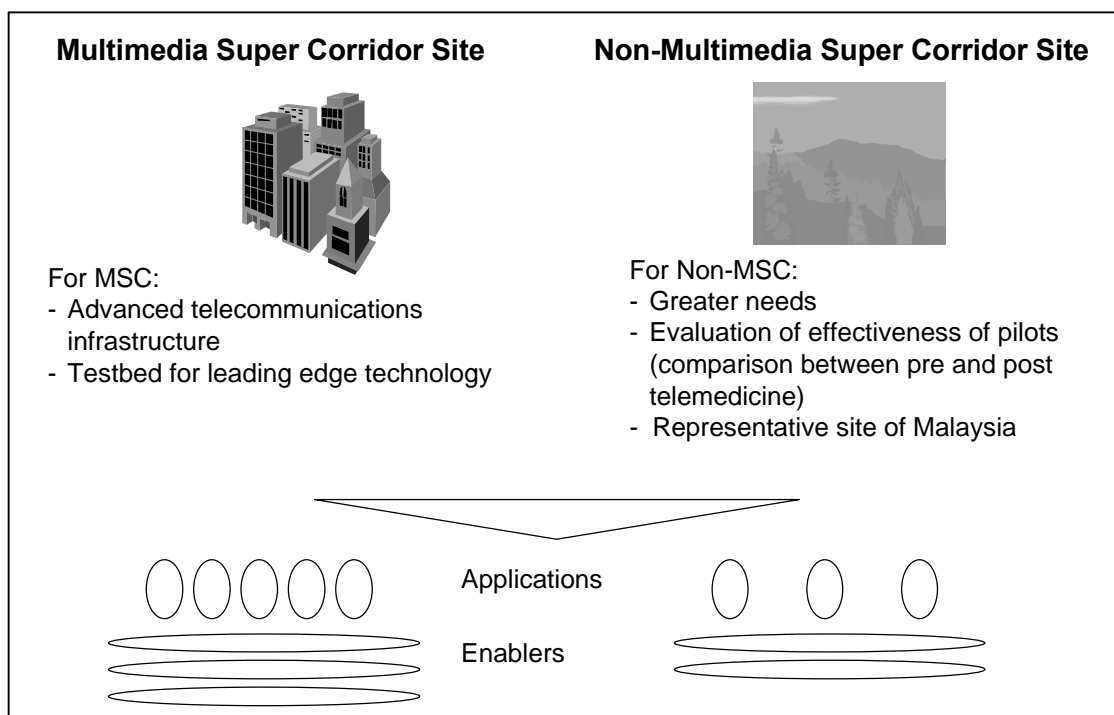 Multimedia Super Corridor Site
For MSC:
- Advanced telecommunications
infrastructure
- Testbed for leading edge technology
Non-Multimedia Super Corridor Site
For Non-MSC:
- Greater needs
- Evaluation of effectiveness of pilots
(comparison between pre and post
telemedicine)
- Representative site of Malaysia
Applications
Enablers